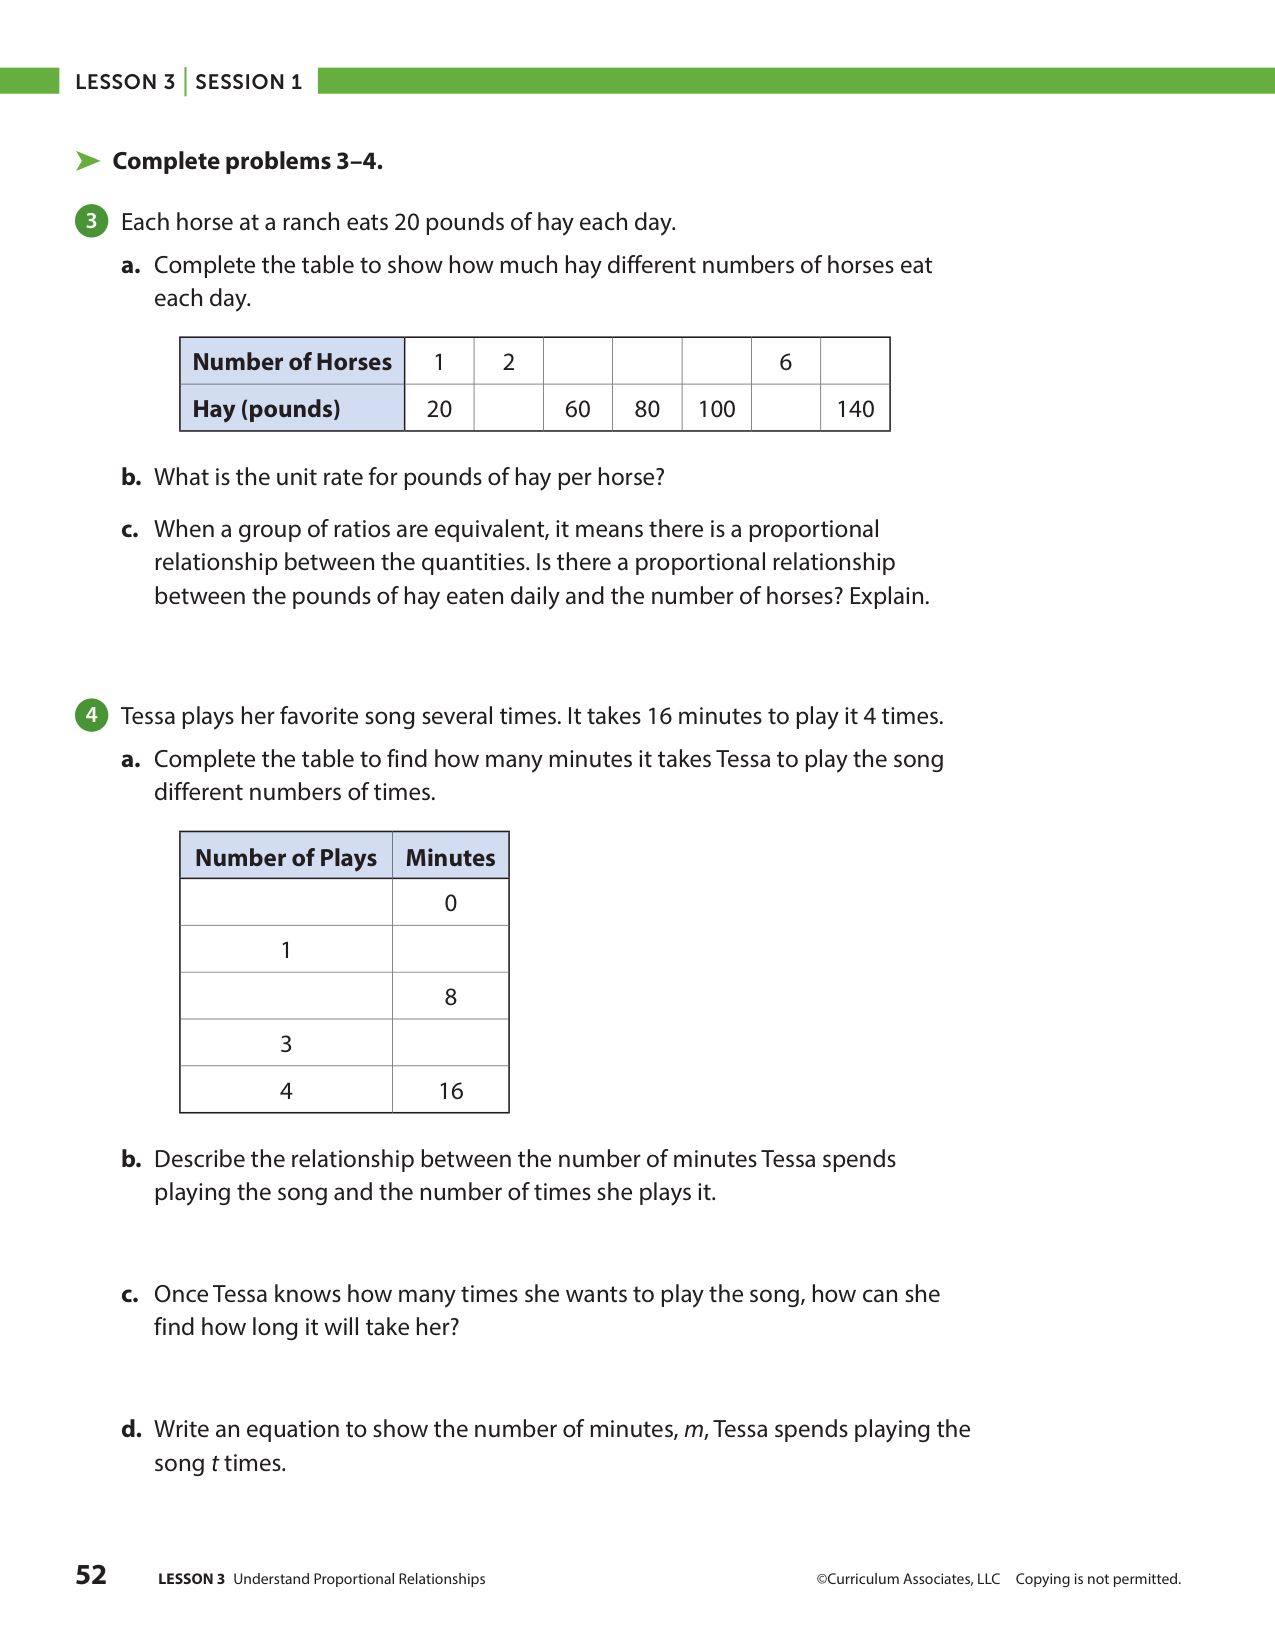 LESSON 3 | SESSION 1
Complete problems 3–4.
3 Each horse at a ranch eats 20 pounds of hay each day.
a. Complete the table to show how much hay different numbers of horses eat
each day.
Number of Horses 1 2 6
Hay (pounds) 20 60 80 100 140
b. What is the unit rate for pounds of hay per horse?
c. When a group of ratios are equivalent, it means there is a proportional
relationship between the quantities. Is there a proportional relationship
between the pounds of hay eaten daily and the number of horses? Explain.
4 Tessa plays her favorite song several times. It takes 16 minutes to play it 4 times.
a. Complete the table to find how many minutes it takes Tessa to play the song
different numbers of times.
Number of Plays Minutes
0
1
8
3
4 16
b. Describe the relationship between the number of minutes Tessa spends
playing the song and the number of times she plays it.
c. Once Tessa knows how many times she wants to play the song, how can she
find how long it will take her?
d. Write an equation to show the number of minutes, m, Tessa spends playing the
song t times.
52 LESSON 3 Understand Proportional Relationships ©Curriculum Associates, LLC Copying is not permitted.